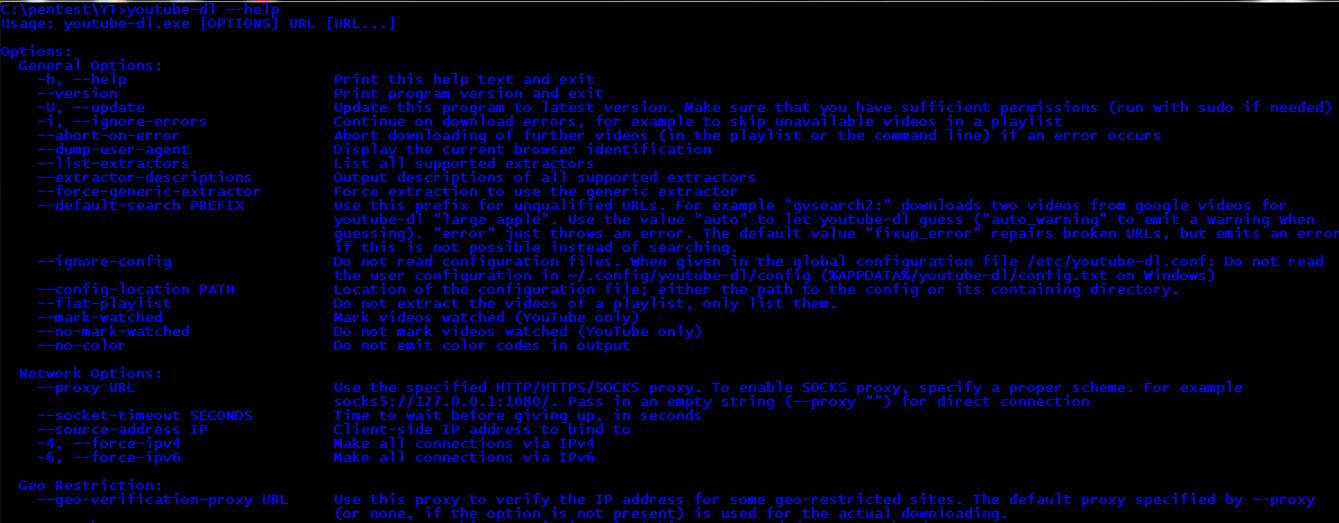 C:\pentest\YT>youtube-dl --help
Usage: youtube-dl.exe [OPTIONS] URL [URL...]
Options:
General Options:
-h, --help Print this help text and exit
--version Print program version and exit
-U, --update Update this program to latest version. Make sure that you have sufficient permissions (run with sudo if needed)
-i, --ignore-errors Continue on download errors, for example to skip unavailable videos in a playlist
--abort-on-error Abort downloading of further videos (in the playlist or the command line) if an error occurs
--dump-user-agent Display the current browser identification
--list-extractors List all supported extractors
--extractor-descriptions Output descriptions of all supported extractors
--force-generic-extractor Force extraction to use the generic extractor
--default-search PREFIX Use this prefix for unqualified URLs. For example "gvsearch2:" downloads two videos from google videos for
youtube-dl "large apple". Use the value "auto" to let youtube-dl guess ("auto_warning" to emit a warning when
guessing). "error" just throws an error. The default value "fixup_error" repairs broken URLs, but emits an error
if this is not possible instead of searching.
--ignore-config Do not read configuration files. When given in the global configuration file /etc/youtube-dl.conf: Do not read
the user configuration in ~/.config/youtube-dl/config (%APPDATA%/youtube-dl/config.txt on Windows)
--config-location PATH Location of the configuration file; either the path to the config or its containing directory.
--flat-playlist Do not extract the videos of a playlist, only list them.
--mark-watched Mark videos watched (YouTube only)
--no-mark-watched Do not mark videos watched (YouTube only)
--no-color Do not emit color codes in output
Network Options:
--proxy URL Use the specified HTTP/HTTPS/SOCKS proxy. To enable SOCKS proxy, specify a proper scheme. For example
socks5://127.0.0.1:1080/. Pass in an empty string (--proxy "") for direct connection
--socket-timeout SECONDS Time to wait before giving up, in seconds
--source-address IP Client-side IP address to bind to
-4, --force-ipv4 Make all connections via IPv4
-6, --force-ipv6 Make all connections via IPv6
Geo Restriction:
--geo-verification-proxy URL Use this proxy to verify the IP address for some geo-restricted sites. The default proxy specified by --proxy
(or none, if the option is not present) is used for the actual downloading.